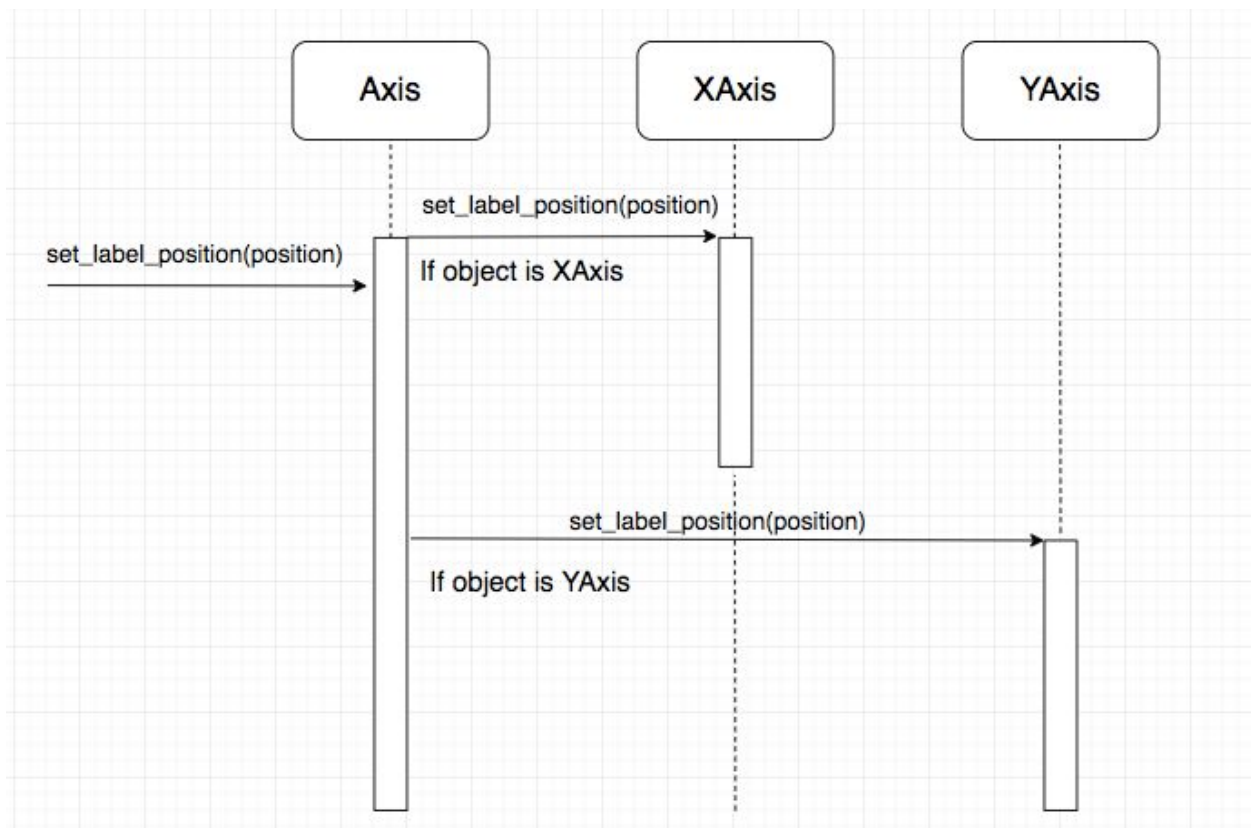 Axis
XAxis
YAxis
set_label_position(position)
set_label_position(position)
If object is XAxis
set_label_position(position)
If object is YAxis